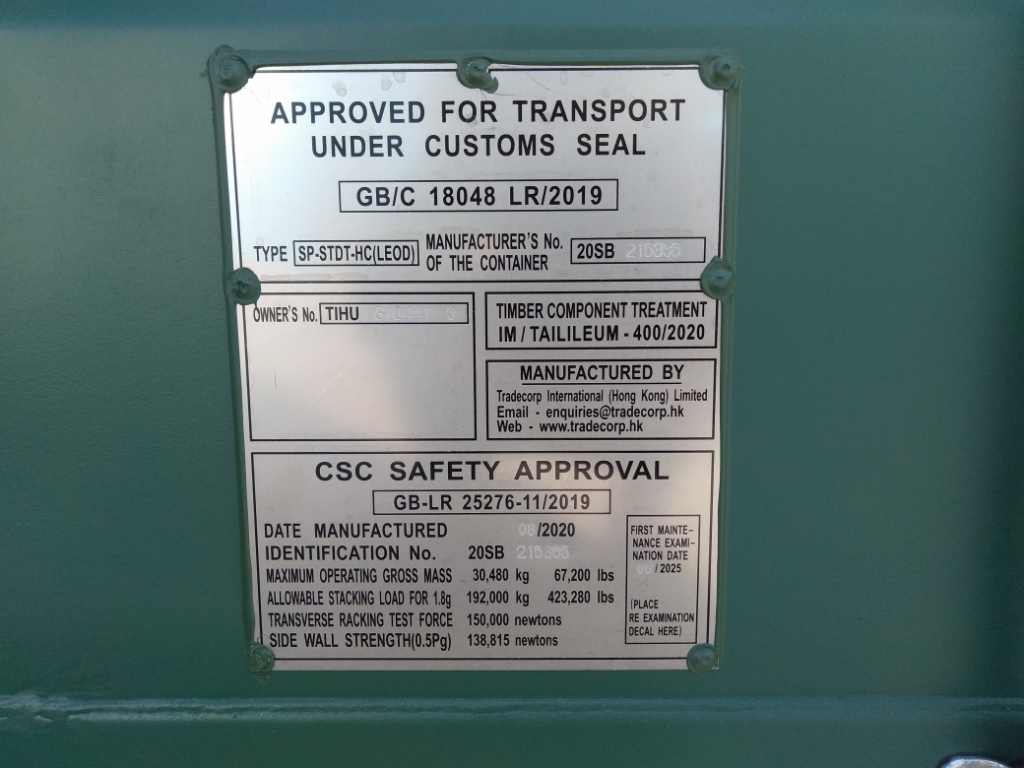 APPROVED FOR TRANSPORT
UNDER CUSTOMS SEAL
GB/C 18048 LR/2019
TYPE SP-STDT-HC(LEOD) MANUFACTURER'S No.
OF THE CONTAINER 20SB
OWNER'S No. TIHU
TIMBER COMPONENT TREATMENT
IM / TAILILEUM - 400/2020
MANUFACTURED BY
Tradecorp International (Hong Kong) Limited
Email - enquiries@tradecorp.hk
Web - www.tradecorp.hk
CSC SAFETY APPROVAL
GB-LR 25276-11/2019
DATE MANUFACTURED 08/2020
IDENTIFICATION No. 20SB
MAXIMUM OPERATING GROSS MASS 30,480 kg 67,200 lbs
ALLOWABLE STACKING LOAD FOR 1.8g 192,000 kg 423,280 lbs
TRANSVERSE RACKING TEST FORCE 150,000 newtons
SIDE WALL STRENGTH(0.5Pg) 138,815 newtons
FIRST MAINTE-
NANCE EXAMI-
NATION DATE
/ 2025
(PLACE
RE EXAMINATION
DECAL HERE)